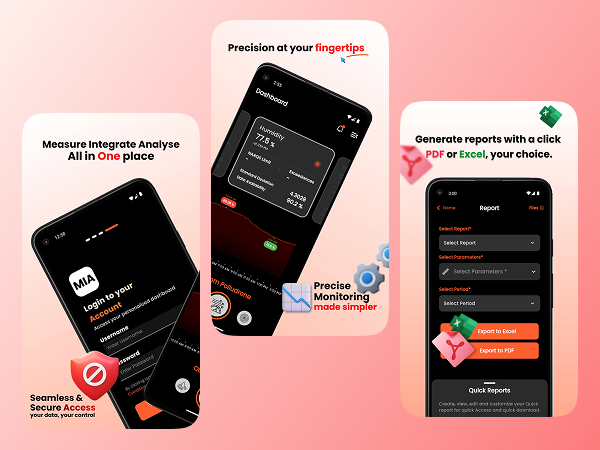 Measure Integrate Analyse
All in One place
12:58
MIA
Login to your
Account
Access your personalised dashboard
Username
Enter Username
Enter Password
Seamless &
Secure Access
your data, your control
Precision at your fingertips
2:55
Dashboard
Humidity
77.5 %
NAAQS Limit
-
Exceedances
-
Standard Deviation
4.3029
Data Availability
90.2 %
Precise
Monitoring
made simpler
Generate reports with a click
PDF or Excel, your choice.
3:00
Home
Report
Files
Select Report*
Select Report
Select Parameters*
Select Parameters *
Select Period*
Select Period
Export to Excel
Export to PDF
Quick Reports
Create, view, edit and customize your Quick
report for quick Access and quick download.